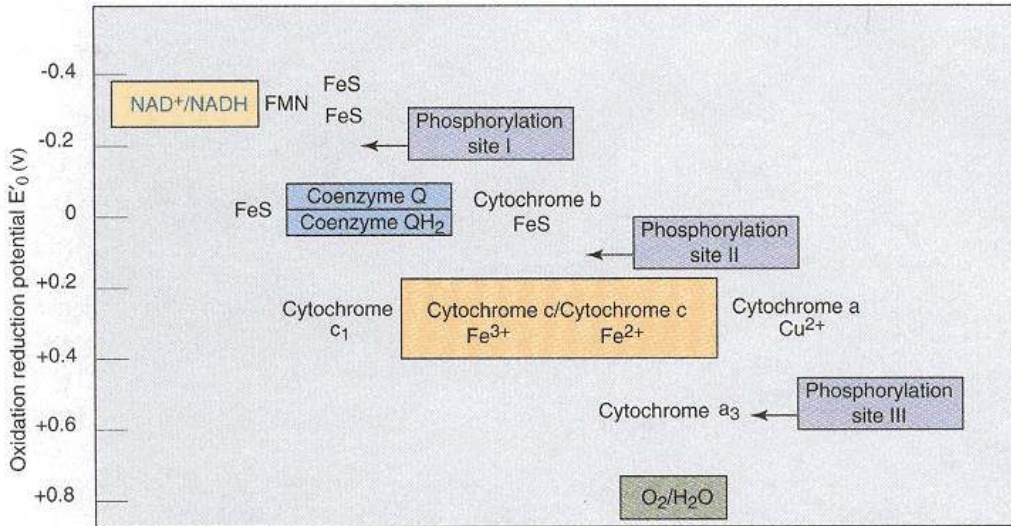 Oxidation reduction potential E′₀ (v)
-0.4
-0.2
0
+0.2
+0.4
+0.6
+0.8
NAD⁺/NADH
FMN
FeS
FeS
Phosphorylation
site I
FeS
Coenzyme Q
Coenzyme QH₂
Cytochrome b
FeS
Phosphorylation
site II
Cytochrome
c₁
Cytochrome c/Cytochrome c
Fe³⁺ Fe²⁺
Cytochrome a
Cu²⁺
Cytochrome a₃
Phosphorylation
site III
O₂/H₂O